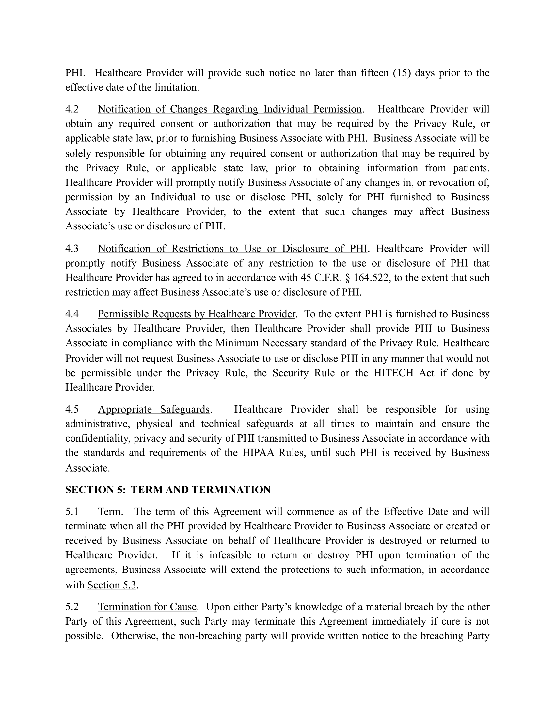 PHI. Healthcare Provider will provide such notice no later than fifteen (15) days prior to the
effective date of the limitation.
4.2 Notification of Changes Regarding Individual Permission. Healthcare Provider will
obtain any required consent or authorization that may be required by the Privacy Rule, or
applicable state law, prior to furnishing Business Associate with PHI. Business Associate will be
solely responsible for obtaining any required consent or authorization that may be required by
the Privacy Rule, or applicable state law, prior to obtaining information from patients.
Healthcare Provider will promptly notify Business Associate of any changes in, or revocation of,
permission by an Individual to use or disclose PHI, solely for PHI furnished to Business
Associate by Healthcare Provider, to the extent that such changes may affect Business
Associate's use or disclosure of PHI.
4.3 Notification of Restrictions to Use or Disclosure of PHI. Healthcare Provider will
promptly notify Business Associate of any restriction to the use or disclosure of PHI that
Healthcare Provider has agreed to in accordance with 45 C.F.R. § 164.522, to the extent that such
restriction may affect Business Associate's use or disclosure of PHI.
4.4 Permissible Requests by Healthcare Provider. To the extent PHI is furnished to Business
Associates by Healthcare Provider, then Healthcare Provider shall provide PHI to Business
Associate in compliance with the Minimum Necessary standard of the Privacy Rule. Healthcare
Provider will not request Business Associate to use or disclose PHI in any manner that would not
be permissible under the Privacy Rule, the Security Rule or the HITECH Act if done by
Healthcare Provider.
4.5 Appropriate Safeguards. Healthcare Provider shall be responsible for using
administrative, physical and technical safeguards at all times to maintain and ensure the
confidentiality, privacy and security of PHI transmitted to Business Associate in accordance with
the standards and requirements of the HIPAA Rules, until such PHI is received by Business
Associate.
SECTION 5: TERM AND TERMINATION
5.1 Term. The term of this Agreement will commence as of the Effective Date and will
terminate when all the PHI provided by Healthcare Provider to Business Associate or created or
received by Business Associate on behalf of Healthcare Provider is destroyed or returned to
Healthcare Provider. If it is infeasible to return or destroy PHI upon termination of the
agreements, Business Associate will extend the protections to such information, in accordance
with Section 5.3.
5.2 Termination for Cause. Upon either Party's knowledge of a material breach by the other
Party of this Agreement, such Party may terminate this Agreement immediately if cure is not
possible. Otherwise, the non-breaching party will provide written notice to the breaching Party